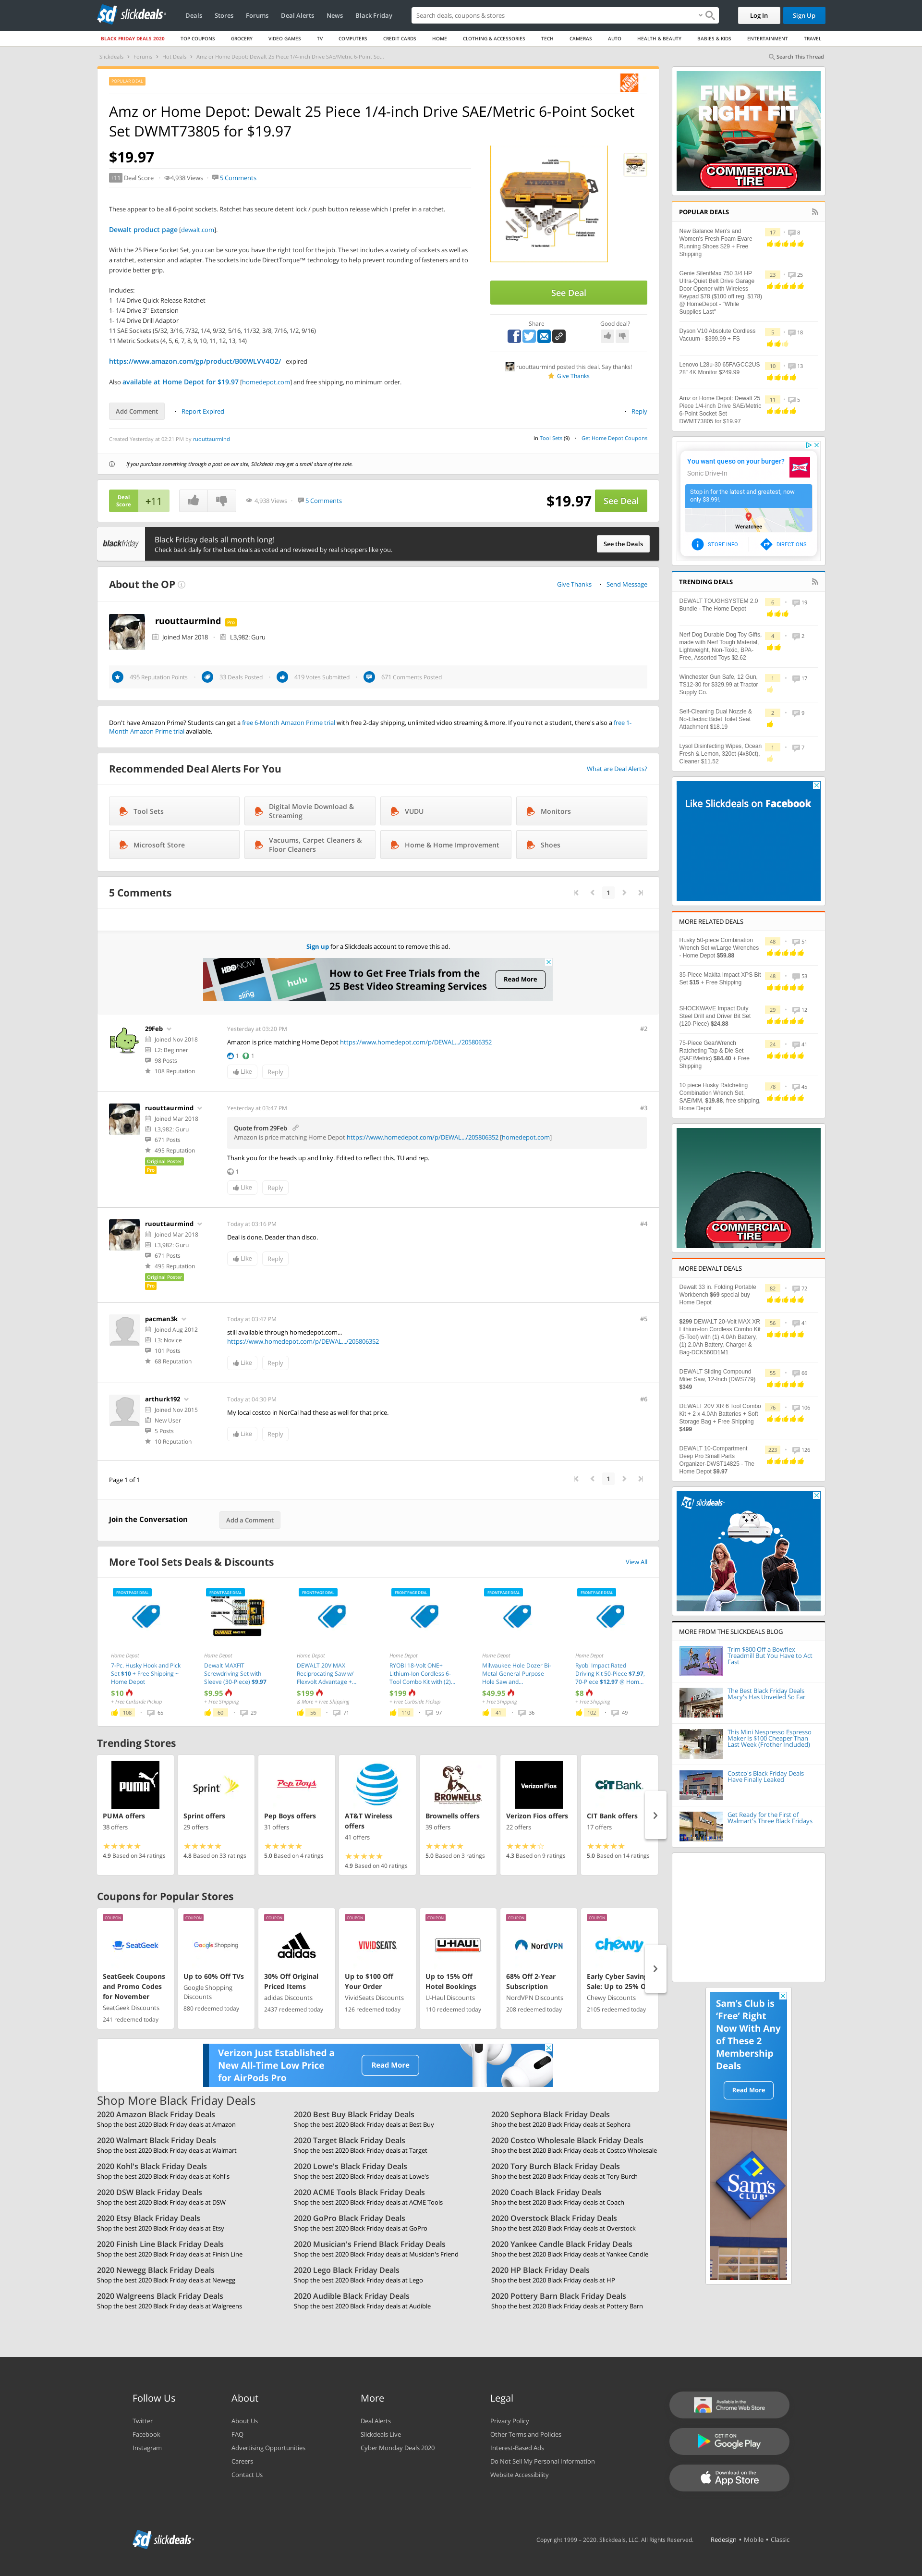 slickdeals
Deals Stores Forums Deal Alerts News Black Friday
Search deals, coupons & stores
Log In Sign Up
BLACK FRIDAY DEALS 2020 TOP COUPONS GROCERY VIDEO GAMES TV COMPUTERS CREDIT CARDS HOME CLOTHING & ACCESSORIES TECH CAMERAS AUTO HEALTH & BEAUTY BABIES & KIDS ENTERTAINMENT TRAVEL
Slickdeals › Forums › Hot Deals › Amz or Home Depot: Dewalt 25 Piece 1/4-inch Drive SAE/Metric 6-Point So...
Search This Thread
POPULAR DEAL
Amz or Home Depot: Dewalt 25 Piece 1/4-inch Drive SAE/Metric 6-Point Socket
Set DWMT73805 for $19.97
$19.97
+11 Deal Score · 4,938 Views · 5 Comments
These appear to be all 6-point sockets. Ratchet has secure detent lock / push button release which I prefer in a ratchet.
Dewalt product page [dewalt.com].
With the 25 Piece Socket Set, you can be sure you have the right tool for the job. The set includes a variety of sockets as well as
a ratchet, extension and adapter. The sockets include DirectTorque™ technology to help prevent rounding of fasteners and to
provide better grip.
Includes:
1- 1/4 Drive Quick Release Ratchet
1- 1/4 Drive 3" Extension
1- 1/4 Drive Drill Adaptor
11 SAE Sockets (5/32, 3/16, 7/32, 1/4, 9/32, 5/16, 11/32, 3/8, 7/16, 1/2, 9/16)
11 Metric Sockets (4, 5, 6, 7, 8, 9, 10, 11, 12, 13, 14)
https://www.amazon.com/gp/product/B00WLVV4O2/ - expired
Also available at Home Depot for $19.97 [homedepot.com] and free shipping, no minimum order.
See Deal
Share
Good deal?
ruouttaurmind posted this deal. Say thanks!
Give Thanks
Add Comment · Report Expired · Reply
Created Yesterday at 02:21 PM by ruouttaurmind
in Tool Sets (9) · Get Home Depot Coupons
If you purchase something through a post on our site, Slickdeals may get a small share of the sale.
Deal Score +11
4,938 Views · 5 Comments
$19.97 See Deal
blackfriday
Black Friday deals all month long!
Check back daily for the best deals as voted and reviewed by real shoppers like you.
See the Deals
About the OP
Give Thanks · Send Message
ruouttaurmind Pro
Joined Mar 2018 · L3,982: Guru
495 Reputation Points · 33 Deals Posted · 419 Votes Submitted · 671 Comments Posted
Don't have Amazon Prime? Students can get a free 6-Month Amazon Prime trial with free 2-day shipping, unlimited video streaming & more. If you're not a student, there's also a free 1-
Month Amazon Prime trial available.
Recommended Deal Alerts For You
What are Deal Alerts?
Tool Sets
Digital Movie Download & Streaming
VUDU
Monitors
Microsoft Store
Vacuums, Carpet Cleaners & Floor Cleaners
Home & Home Improvement
Shoes
5 Comments
1
Sign up for a Slickdeals account to remove this ad.
HBO NOW
sling
hulu
How to Get Free Trials from the
25 Best Video Streaming Services
Read More
29Feb
Joined Nov 2018
L2: Beginner
98 Posts
108 Reputation
Yesterday at 03:20 PM
#2
Amazon is price matching Home Depot https://www.homedepot.com/p/DEWAL.../205806352
1 1
Like Reply
ruouttaurmind
Joined Mar 2018
L3,982: Guru
671 Posts
495 Reputation
Original Poster
Pro
Yesterday at 03:47 PM
#3
Quote from 29Feb
Amazon is price matching Home Depot https://www.homedepot.com/p/DEWAL.../205806352 [homedepot.com]
Thank you for the heads up and linky. Edited to reflect this. TU and rep.
1
Like Reply
ruouttaurmind
Joined Mar 2018
L3,982: Guru
671 Posts
495 Reputation
Original Poster
Pro
Today at 03:16 PM
#4
Deal is done. Deader than disco.
Like Reply
pacman3k
Joined Aug 2012
L3: Novice
101 Posts
68 Reputation
Today at 03:47 PM
#5
still available through homedepot.com...
https://www.homedepot.com/p/DEWAL.../205806352
Like Reply
arthurk192
Joined Nov 2015
New User
5 Posts
10 Reputation
Today at 04:30 PM
#6
My local costco in NorCal had these as well for that price.
Like Reply
Page 1 of 1
1
Join the Conversation
Add a Comment
More Tool Sets Deals & Discounts
View All
FRONTPAGE DEAL
Home Depot
7-Pc. Husky Hook and Pick
Set $10 + Free Shipping ~
Home Depot
$10
+ Free Curbside Pickup
108 · 65
FRONTPAGE DEAL
Home Depot
Dewalt MAXFIT
Screwdriving Set with
Sleeve (30-Piece) $9.97
$9.95
+ Free Shipping
60 · 29
FRONTPAGE DEAL
Home Depot
DEWALT 20V MAX
Reciprocating Saw w/
Flexvolt Advantage +...
$199
& More + Free Shipping
56 · 71
FRONTPAGE DEAL
Home Depot
RYOBI 18-Volt ONE+
Lithium-Ion Cordless 6-
Tool Combo Kit with (2)...
$199
+ Free Curbside Pickup
110 · 97
FRONTPAGE DEAL
Home Depot
Milwaukee Hole Dozer Bi-
Metal General Purpose
Hole Saw and...
$49.95
+ Free Shipping
41 · 36
FRONTPAGE DEAL
Home Depot
Ryobi Impact Rated
Driving Kit 50-Piece $7.97,
70-Piece $12.97 @ Hom...
$8
+ Free Shipping
102 · 49
Trending Stores
PUMA
PUMA offers
38 offers
4.9 Based on 34 ratings
Sprint
Sprint offers
29 offers
4.8 Based on 33 ratings
Pep Boys
Pep Boys offers
31 offers
5.0 Based on 4 ratings
AT&T Wireless
offers
41 offers
4.9 Based on 40 ratings
BROWNELLS
Brownells offers
39 offers
5.0 Based on 3 ratings
Verizon Fios
Verizon Fios offers
22 offers
4.3 Based on 9 ratings
CIT Bank
CIT Bank offers
17 offers
5.0 Based on 14 ratings
Coupons for Popular Stores
COUPON
SeatGeek
SeatGeek Coupons
and Promo Codes
for November
SeatGeek Discounts
241 redeemed today
COUPON
Google Shopping
Up to 60% Off TVs
Google Shopping
Discounts
880 redeemed today
COUPON
adidas
30% Off Original
Priced Items
adidas Discounts
2437 redeemed today
COUPON
VIVIDSEATS
Up to $100 Off
Your Order
VividSeats Discounts
126 redeemed today
COUPON
U-HAUL
Up to 15% Off
Hotel Bookings
U-Haul Discounts
110 redeemed today
COUPON
NordVPN
68% Off 2-Year
Subscription
NordVPN Discounts
208 redeemed today
COUPON
chewy
Early Cyber Saving
Sale: Up to 25% O
Chewy Discounts
2105 redeemed today
Verizon Just Established a
New All-Time Low Price
for AirPods Pro
Read More
Shop More Black Friday Deals
2020 Amazon Black Friday Deals
Shop the best 2020 Black Friday deals at Amazon
2020 Best Buy Black Friday Deals
Shop the best 2020 Black Friday deals at Best Buy
2020 Sephora Black Friday Deals
Shop the best 2020 Black Friday deals at Sephora
2020 Walmart Black Friday Deals
Shop the best 2020 Black Friday deals at Walmart
2020 Target Black Friday Deals
Shop the best 2020 Black Friday deals at Target
2020 Costco Wholesale Black Friday Deals
Shop the best 2020 Black Friday deals at Costco Wholesale
2020 Kohl's Black Friday Deals
Shop the best 2020 Black Friday deals at Kohl's
2020 Lowe's Black Friday Deals
Shop the best 2020 Black Friday deals at Lowe's
2020 Tory Burch Black Friday Deals
Shop the best 2020 Black Friday deals at Tory Burch
2020 DSW Black Friday Deals
Shop the best 2020 Black Friday deals at DSW
2020 ACME Tools Black Friday Deals
Shop the best 2020 Black Friday deals at ACME Tools
2020 Coach Black Friday Deals
Shop the best 2020 Black Friday deals at Coach
2020 Etsy Black Friday Deals
Shop the best 2020 Black Friday deals at Etsy
2020 GoPro Black Friday Deals
Shop the best 2020 Black Friday deals at GoPro
2020 Overstock Black Friday Deals
Shop the best 2020 Black Friday deals at Overstock
2020 Finish Line Black Friday Deals
Shop the best 2020 Black Friday deals at Finish Line
2020 Musician's Friend Black Friday Deals
Shop the best 2020 Black Friday deals at Musician's Friend
2020 Yankee Candle Black Friday Deals
Shop the best 2020 Black Friday deals at Yankee Candle
2020 Newegg Black Friday Deals
Shop the best 2020 Black Friday deals at Newegg
2020 Lego Black Friday Deals
Shop the best 2020 Black Friday deals at Lego
2020 HP Black Friday Deals
Shop the best 2020 Black Friday deals at HP
2020 Walgreens Black Friday Deals
Shop the best 2020 Black Friday deals at Walgreens
2020 Audible Black Friday Deals
Shop the best 2020 Black Friday deals at Audible
2020 Pottery Barn Black Friday Deals
Shop the best 2020 Black Friday deals at Pottery Barn
FIND THE
RIGHT FIT
COMMERCIAL
TIRE
POPULAR DEALS
New Balance Men's and
Women's Fresh Foam Evare
Running Shoes $29 + Free
Shipping
17 · 8
Genie SilentMax 750 3/4 HP
Ultra-Quiet Belt Drive Garage
Door Opener with Wireless
Keypad $78 ($100 off reg. $178)
@ HomeDepot - "While
Supplies Last"
23 · 25
Dyson V10 Absolute Cordless
Vacuum - $399.99 + FS
5 · 18
Lenovo L28u-30 65FAGCC2US
28" 4K Monitor $249.99
10 · 13
Amz or Home Depot: Dewalt 25
Piece 1/4-inch Drive SAE/Metric
6-Point Socket Set
DWMT73805 for $19.97
11 · 5
You want queso on your burger?
Sonic Drive-In
Stop in for the latest and greatest, now
only $3.99!.
Wenatchee
STORE INFO DIRECTIONS
TRENDING DEALS
DEWALT TOUGHSYSTEM 2.0
Bundle - The Home Depot
6 · 19
Nerf Dog Durable Dog Toy Gifts,
made with Nerf Tough Material,
Lightweight, Non-Toxic, BPA-
Free, Assorted Toys $2.62
4 · 2
Winchester Gun Safe, 12 Gun,
TS12-30 for $329.99 at Tractor
Supply Co.
1 · 17
Self-Cleaning Dual Nozzle &
No-Electric Bidet Toilet Seat
Attachment $18.19
2 · 9
Lysol Disinfecting Wipes, Ocean
Fresh & Lemon, 320ct (4x80ct),
Cleaner $11.52
1 · 7
Like Slickdeals on Facebook
MORE RELATED DEALS
Husky 50-piece Combination
Wrench Set w/Large Wrenches
- Home Depot $59.88
48 · 51
35-Piece Makita Impact XPS Bit
Set $15 + Free Shipping
48 · 53
SHOCKWAVE Impact Duty
Steel Drill and Driver Bit Set
(120-Piece) $24.88
29 · 12
75-Piece GearWrench
Ratcheting Tap & Die Set
(SAE/Metric) $84.40 + Free
Shipping
24 · 41
10 piece Husky Ratcheting
Combination Wrench Set,
SAE/MM, $19.88, free shipping,
Home Depot
78 · 45
COMMERCIAL
TIRE
MORE DEWALT DEALS
Dewalt 33 in. Folding Portable
Workbench $69 special buy
Home Depot
82 · 72
$299 DEWALT 20-Volt MAX XR
Lithium-Ion Cordless Combo Kit
(5-Tool) with (1) 4.0Ah Battery,
(1) 2.0Ah Battery, Charger &
Bag-DCK560D1M1
56 · 41
DEWALT Sliding Compound
Miter Saw, 12-Inch (DWS779)
$349
55 · 66
DEWALT 20V XR 6 Tool Combo
Kit + 2 x 4.0Ah Batteries + Soft
Storage Bag + Free Shipping
$499
76 · 106
DEWALT 10-Compartment
Deep Pro Small Parts
Organizer-DWST14825 - The
Home Depot $9.97
223 · 126
slickdeals
MORE FROM THE SLICKDEALS BLOG
Trim $800 Off a Bowflex
Treadmill But You Have to Act
Fast
The Best Black Friday Deals
Macy's Has Unveiled So Far
This Mini Nespresso Espresso
Maker Is $100 Cheaper Than
Last Week (Frother Included)
Costco's Black Friday Deals
Have Finally Leaked
Get Ready for the First of
Walmart's Three Black Fridays
Sam's Club is
'Free' Right
Now With Any
of These 2
Membership
Deals
Read More
Sam's
CLUB
Follow Us
Twitter
Facebook
Instagram
About
About Us
FAQ
Advertising Opportunities
Careers
Contact Us
More
Deal Alerts
Slickdeals Live
Cyber Monday Deals 2020
Legal
Privacy Policy
Other Terms and Policies
Interest-Based Ads
Do Not Sell My Personal Information
Website Accessibility
Available in the
Chrome Web Store
GET IT ON
Google Play
Download on the
App Store
slickdeals
Copyright 1999 - 2020. Slickdeals, LLC. All Rights Reserved. Redesign • Mobile • Classic